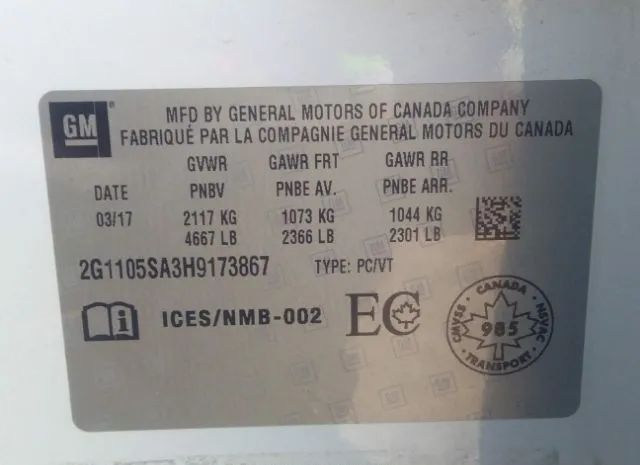 GM
MFD BY GENERAL MOTORS OF CANADA COMPANY
FABRIQUÉ PAR LA COMPAGNIE GENERAL MOTORS DU CANADA
GVWR GAWR FRT GAWR RR
DATE PNBV PNBE AV. PNBE ARR.
03/17 2117 KG 1073 KG 1044 KG
4667 LB 2366 LB 2301 LB
2G1105SA3H9173867 TYPE: PC/VT
i ICES/NMB-002 EC
CANADA
CMVSS 985 NSVAC
TRANSPORT